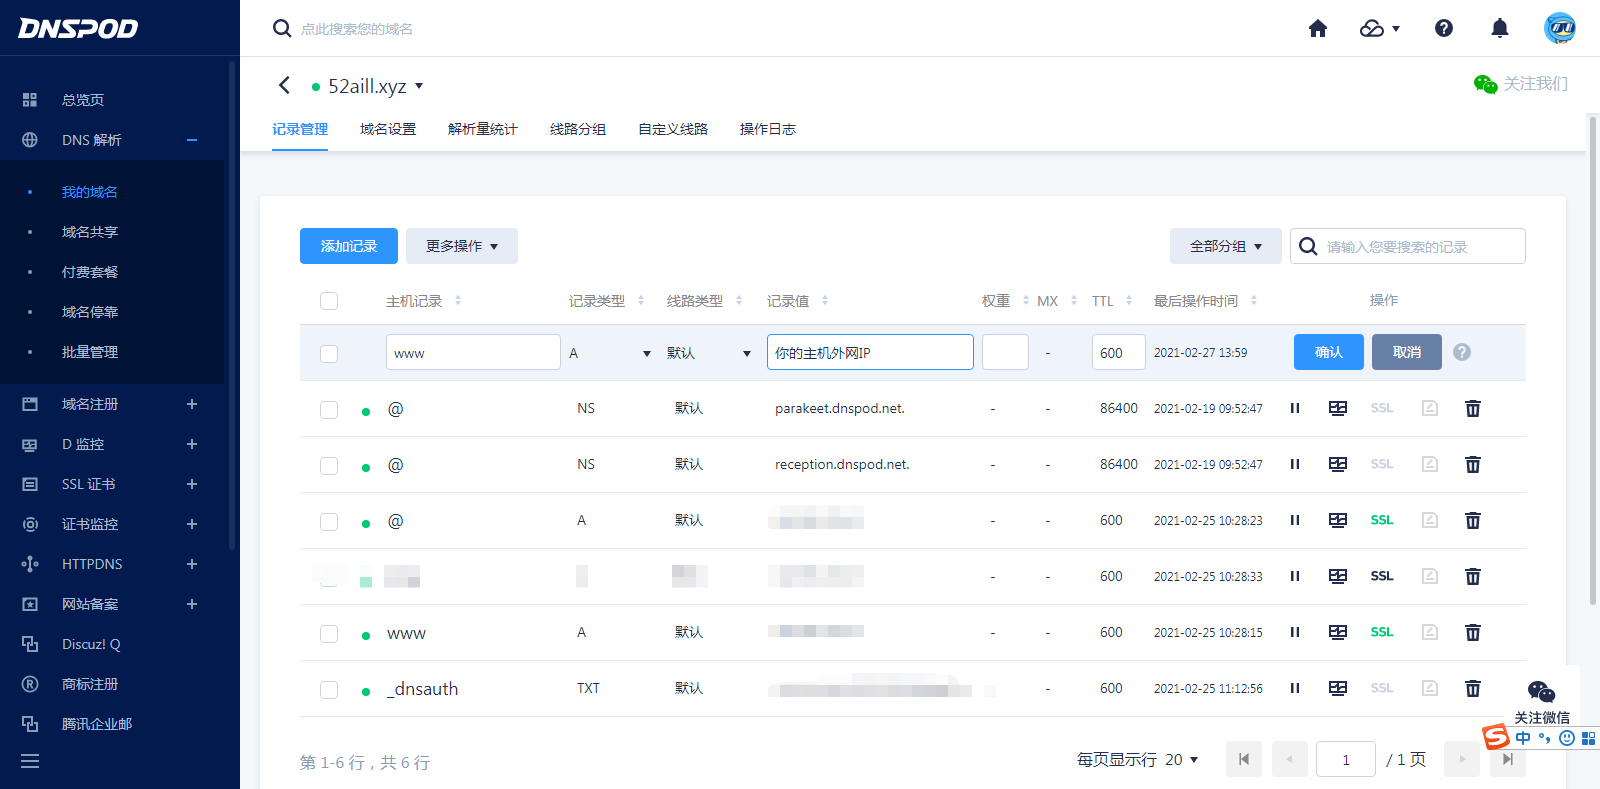 DNSPOD
点此搜索您的域名
52aill.xyz
关注我们
记录管理 域名设置 解析量统计 线路分组 自定义线路 操作日志
总览页
DNS 解析
我的域名
域名共享
付费套餐
域名停靠
批量管理
域名注册
D 监控
SSL 证书
证书监控
HTTPDNS
网站备案
Discuz! Q
商标注册
腾讯企业邮
添加记录 更多操作 全部分组 请输入您要搜索的记录
主机记录 记录类型 线路类型 记录值 权重 MX TTL 最后操作时间 操作
www A 默认 你的主机外网IP - 600 2021-02-27 13:59 确认 取消 ?
@ NS 默认 parakeet.dnspod.net. - - 86400 2021-02-19 09:52:47 SSL
@ NS 默认 reception.dnspod.net. - - 86400 2021-02-19 09:52:47 SSL
@ A 默认 - - 600 2021-02-25 10:28:23 SSL
- - 600 2021-02-25 10:28:33 SSL
www A 默认 - - 600 2021-02-25 10:28:15 SSL
_dnsauth TXT 默认 - 600 2021-02-25 11:12:56 SSL
关注微信
中
第 1-6 行，共 6 行
每页显示行 20 1 / 1 页